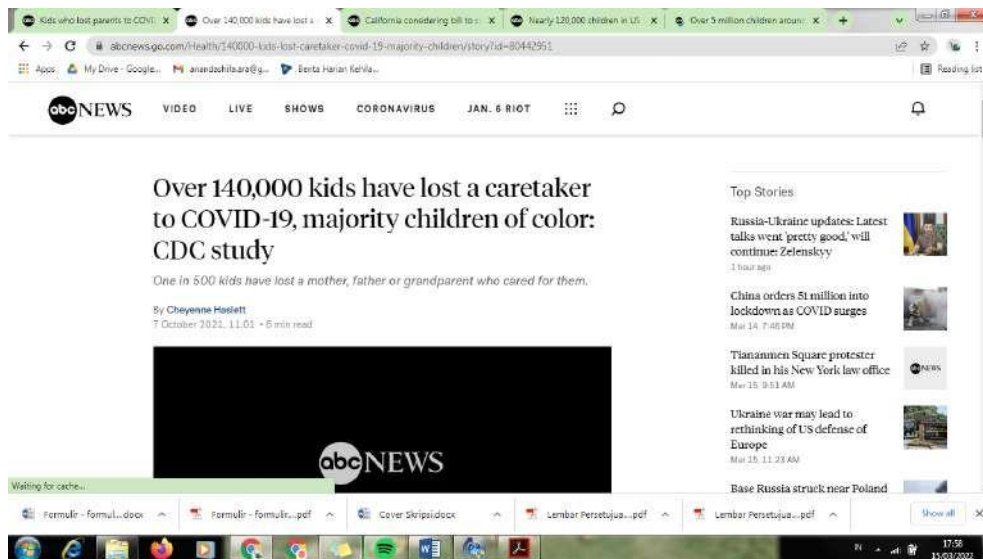 Kids who lost parents to COVI
Over 140,000 kids have lost a
California considering bill to
Nearly 120,000 children in US
Over 5 million children aroun
abcnews.go.com/Health/140000-kids-lost-caretaker-covid-19-majority-children/story?id=80442951
Apps
My Drive - Google...
Berita Harian
Reading list
abc NEWS
VIDEO
LIVE
SHOWS
CORONAVIRUS
JAN. 6 RIOT
Over 140,000 kids have lost a caretaker
to COVID-19, majority children of color:
CDC study
One in 500 kids have lost a mother, father or grandparent who cared for them.
By Cheyenne Haslett
7 October 2021, 11.01 • 5 min read
abc NEWS
Top Stories
Russia-Ukraine updates: Latest
talks went 'pretty good,' will
continue: Zelenskyy
1 hour ago
China orders 51 million into
lockdown as COVID surges
Mar 14, 7:46 PM
Tiananmen Square protester
killed in his New York law office
Mar 15, 9:51 AM
abc NEWS
Ukraine war may lead to
rethinking of US defense of
Europe
Mar 15, 11:23 AM
Base Russia struck near Poland
Waiting for cache...
Formulir - formul...docx
Formulir - formulir...pdf
Cover Skripsi.docx
Lembar Persetujua...pdf
Lembar Persetujua...pdf
Show all
IN
17:58
15/03/2022